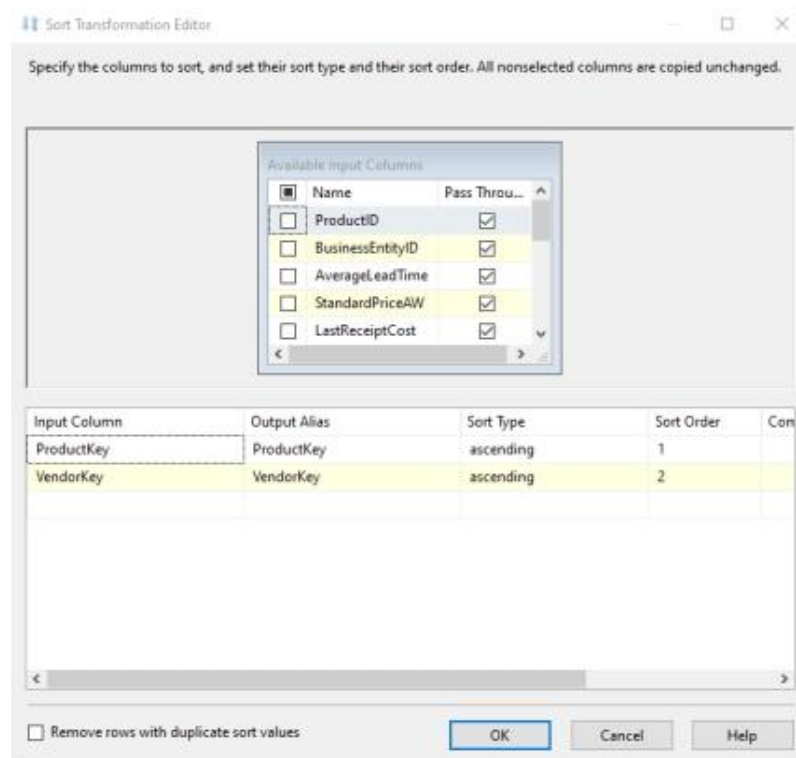 Sort Transformation Editor
Specify the columns to sort, and set their sort type and their sort order. All nonselected columns are copied unchanged.
Available Input Columns
Name Pass Throu...
ProductID
BusinessEntityID
AverageLeadTime
StandardPriceAW
LastReceiptCost
Input Column Output Alias Sort Type Sort Order Com
ProductKey ProductKey ascending 1
VendorKey VendorKey ascending 2
Remove rows with duplicate sort values OK Cancel Help